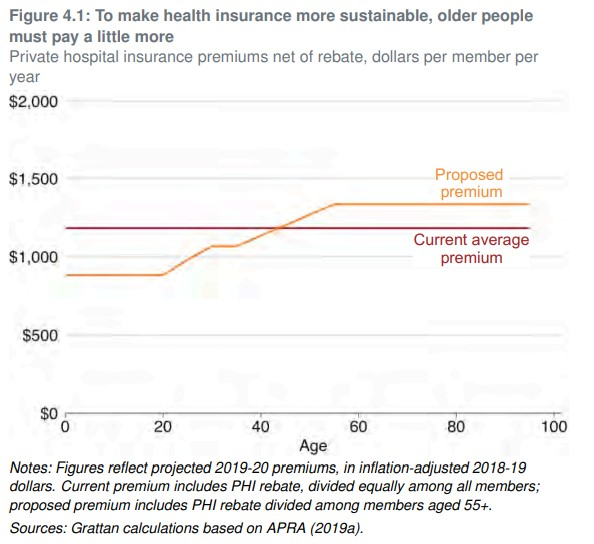 Figure 4.1: To make health insurance more sustainable, older people
must pay a little more
Private hospital insurance premiums net of rebate, dollars per member per
year
$2,000
$1,500
Proposed
premium
Current average
premium
$1,000
$500
$0
0 20 40 60 80 100
Age
Notes: Figures reflect projected 2019-20 premiums, in inflation-adjusted 2018-19
dollars. Current premium includes PHI rebate, divided equally among all members;
proposed premium includes PHI rebate divided among members aged 55+.
Sources: Grattan calculations based on APRA (2019a).